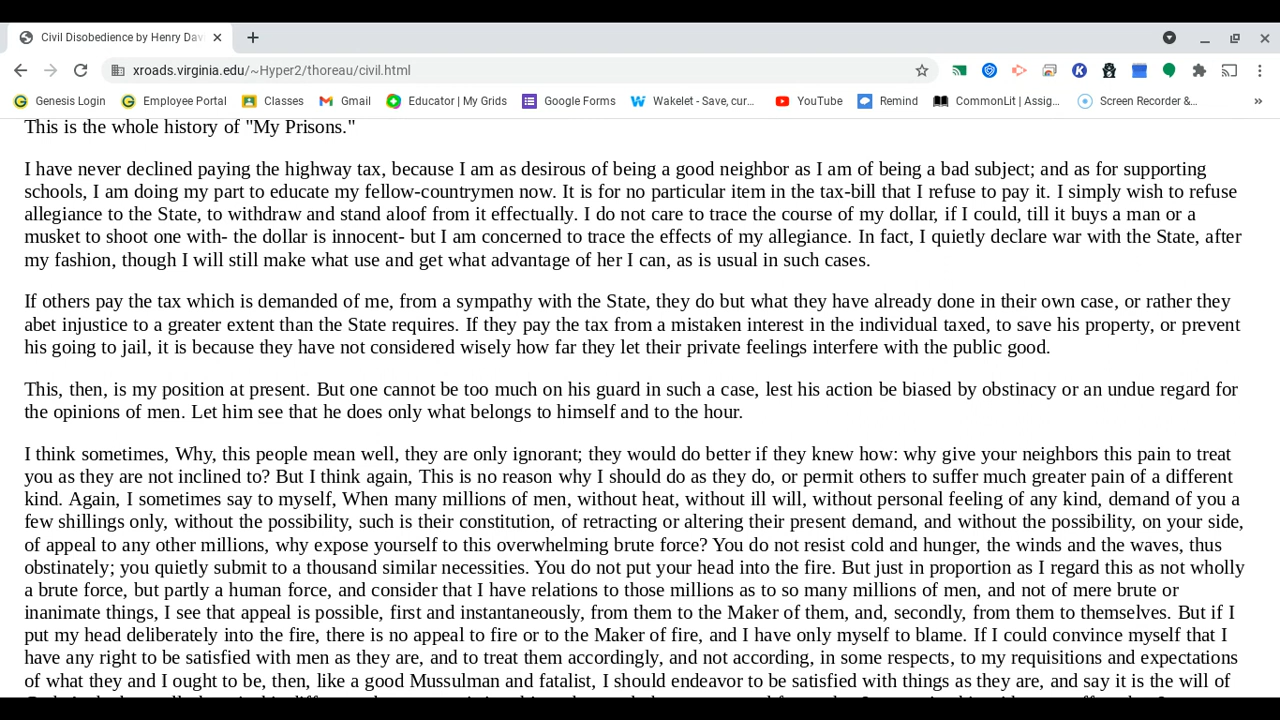 Civil Disobedience by Henry Dav
xroads.virginia.edu/~Hyper2/thoreau/civil.html
Genesis Login Employee Portal Classes Gmail Educator | My Grids Google Forms Wakelet - Save, cur... YouTube Remind CommonLit | Assig... Screen Recorder &... »
This is the whole history of "My Prisons."
I have never declined paying the highway tax, because I am as desirous of being a good neighbor as I am of being a bad subject; and as for supporting
schools, I am doing my part to educate my fellow-countrymen now. It is for no particular item in the tax-bill that I refuse to pay it. I simply wish to refuse
allegiance to the State, to withdraw and stand aloof from it effectually. I do not care to trace the course of my dollar, if I could, till it buys a man or a
musket to shoot one with- the dollar is innocent- but I am concerned to trace the effects of my allegiance. In fact, I quietly declare war with the State, after
my fashion, though I will still make what use and get what advantage of her I can, as is usual in such cases.
If others pay the tax which is demanded of me, from a sympathy with the State, they do but what they have already done in their own case, or rather they
abet injustice to a greater extent than the State requires. If they pay the tax from a mistaken interest in the individual taxed, to save his property, or prevent
his going to jail, it is because they have not considered wisely how far they let their private feelings interfere with the public good.
This, then, is my position at present. But one cannot be too much on his guard in such a case, lest his action be biased by obstinacy or an undue regard for
the opinions of men. Let him see that he does only what belongs to himself and to the hour.
I think sometimes, Why, this people mean well, they are only ignorant; they would do better if they knew how: why give your neighbors this pain to treat
you as they are not inclined to? But I think again, This is no reason why I should do as they do, or permit others to suffer much greater pain of a different
kind. Again, I sometimes say to myself, When many millions of men, without heat, without ill will, without personal feeling of any kind, demand of you a
few shillings only, without the possibility, such is their constitution, of retracting or altering their present demand, and without the possibility, on your side,
of appeal to any other millions, why expose yourself to this overwhelming brute force? You do not resist cold and hunger, the winds and the waves, thus
obstinately; you quietly submit to a thousand similar necessities. You do not put your head into the fire. But just in proportion as I regard this as not wholly
a brute force, but partly a human force, and consider that I have relations to those millions as to so many millions of men, and not of mere brute or
inanimate things, I see that appeal is possible, first and instantaneously, from them to the Maker of them, and, secondly, from them to themselves. But if I
put my head deliberately into the fire, there is no appeal to fire or to the Maker of fire, and I have only myself to blame. If I could convince myself that I
have any right to be satisfied with men as they are, and to treat them accordingly, and not according, in some respects, to my requisitions and expectations
of what they and I ought to be, then, like a good Mussulman and fatalist, I should endeavor to be satisfied with things as they are, and say it is the will of